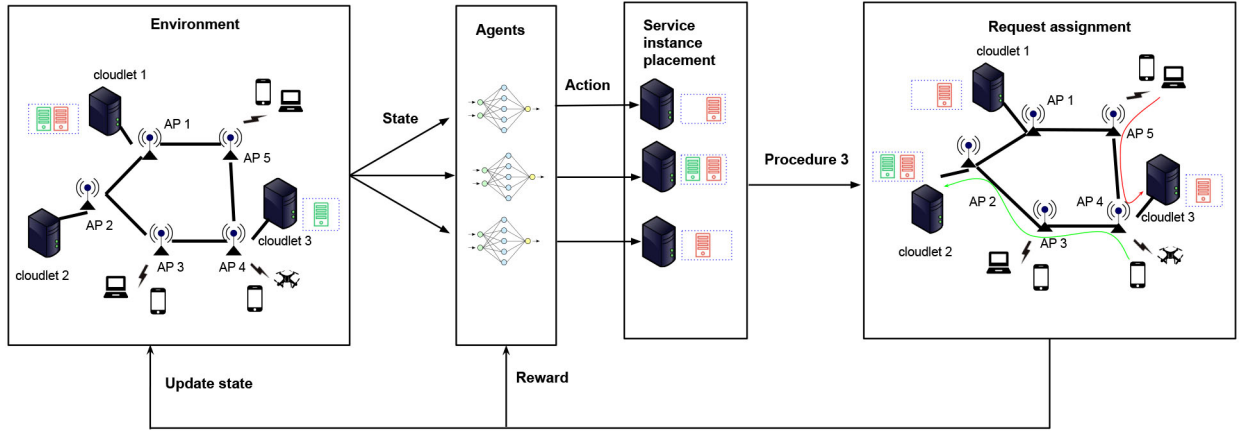 Environment
cloudlet 1
AP 1
AP 5
AP 2
cloudlet 2
AP 3
AP 4
cloudlet 3
State
Agents
Action
Service
instance
placement
Procedure 3
Request assignment
cloudlet 1
AP 1
AP 5
AP 2
cloudlet 2
AP 3
AP 4
cloudlet 3
Update state
Reward